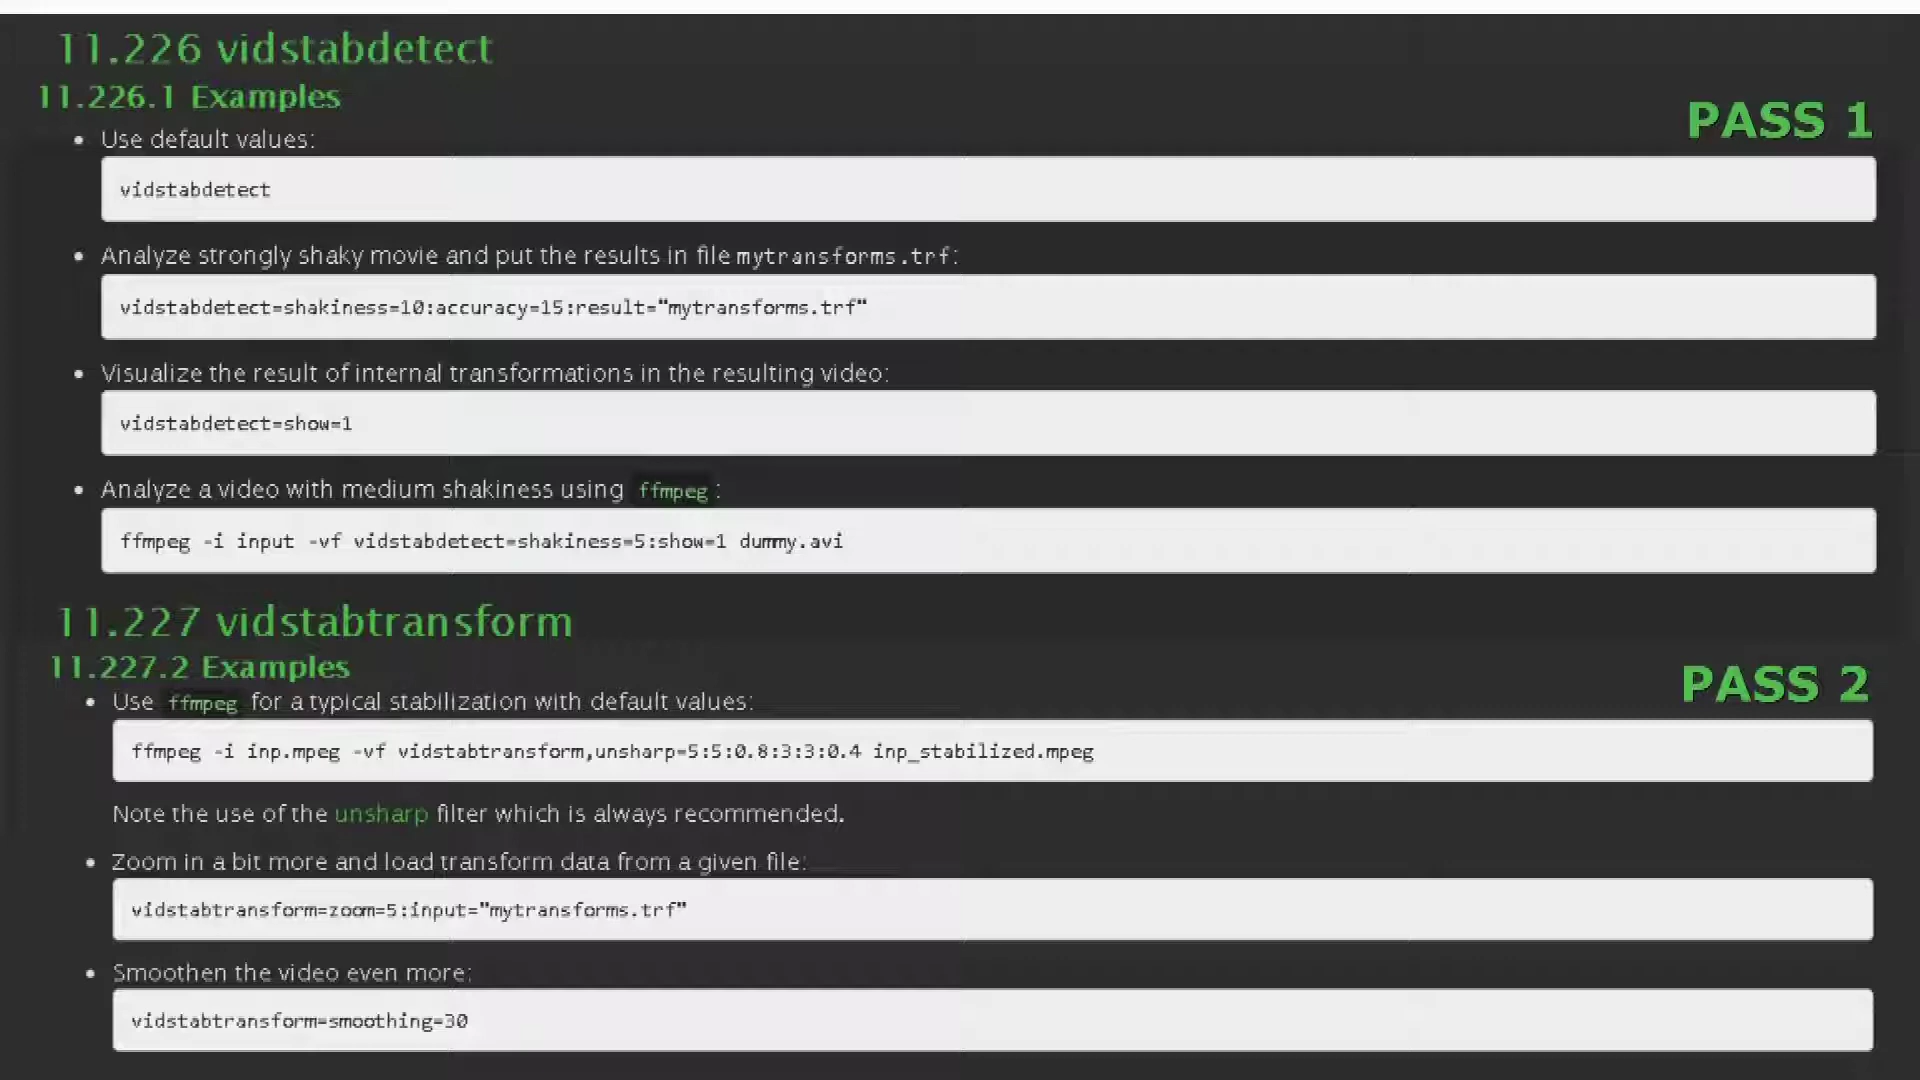 11.226 vidstabdetect
11.226.1 Examples
PASS 1
• Use default values:
vidstabdetect
• Analyze strongly shaky movie and put the results in file mytransforms.trf:
vidstabdetect=shakiness=10:accuracy=15:result="mytransforms.trf"
• Visualize the result of internal transformations in the resulting video:
vidstabdetect=show=1
• Analyze a video with medium shakiness using ffmpeg:
ffmpeg -i input -vf vidstabdetect=shakiness=5:show=1 dummy.avi
11.227 vidstabtransform
11.227.2 Examples
PASS 2
• Use ffmpeg for a typical stabilization with default values:
ffmpeg -i inp.mpeg -vf vidstabtransform,unsharp=5:5:0.8:3:3:0.4 inp_stabilized.mpeg
Note the use of the unsharp filter which is always recommended.
• Zoom in a bit more and load transform data from a given file:
vidstabtransform=zoom=5:input="mytransforms.trf"
• Smoothen the video even more:
vidstabtransform=smoothing=30